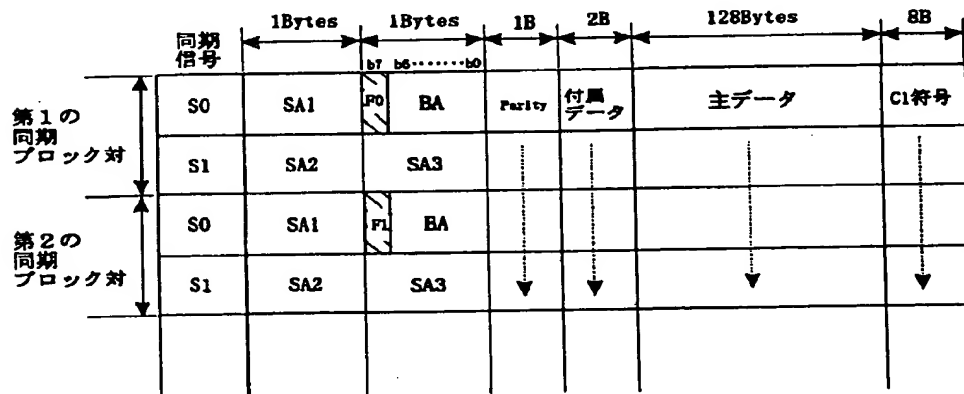 1Bytes 1Bytes 1B 2B 128Bytes 8B
同期
信号
b7 b6·······b0
第1の
同期
ブロック対
S0 SA1 F0 BA Parity 付属
データ 主データ C1符号
S1 SA2 SA3
第2の
同期
ブロック対
S0 SA1 F1 BA
S1 SA2 SA3